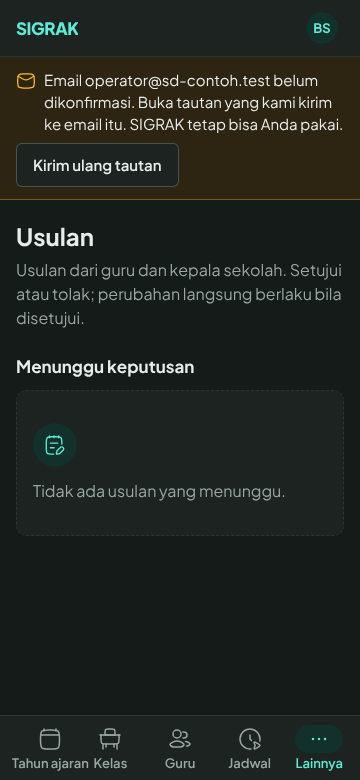 SIGRAK
BS
Email operator@sd-contoh.test belum
dikonfirmasi. Buka tautan yang kami kirim
ke email itu. SIGRAK tetap bisa Anda pakai.
Kirim ulang tautan
Usulan
Usulan dari guru dan kepala sekolah. Setujui
atau tolak; perubahan langsung berlaku bila
disetujui.
Menunggu keputusan
Tidak ada usulan yang menunggu.
Tahun ajaran Kelas Guru Jadwal Lainnya